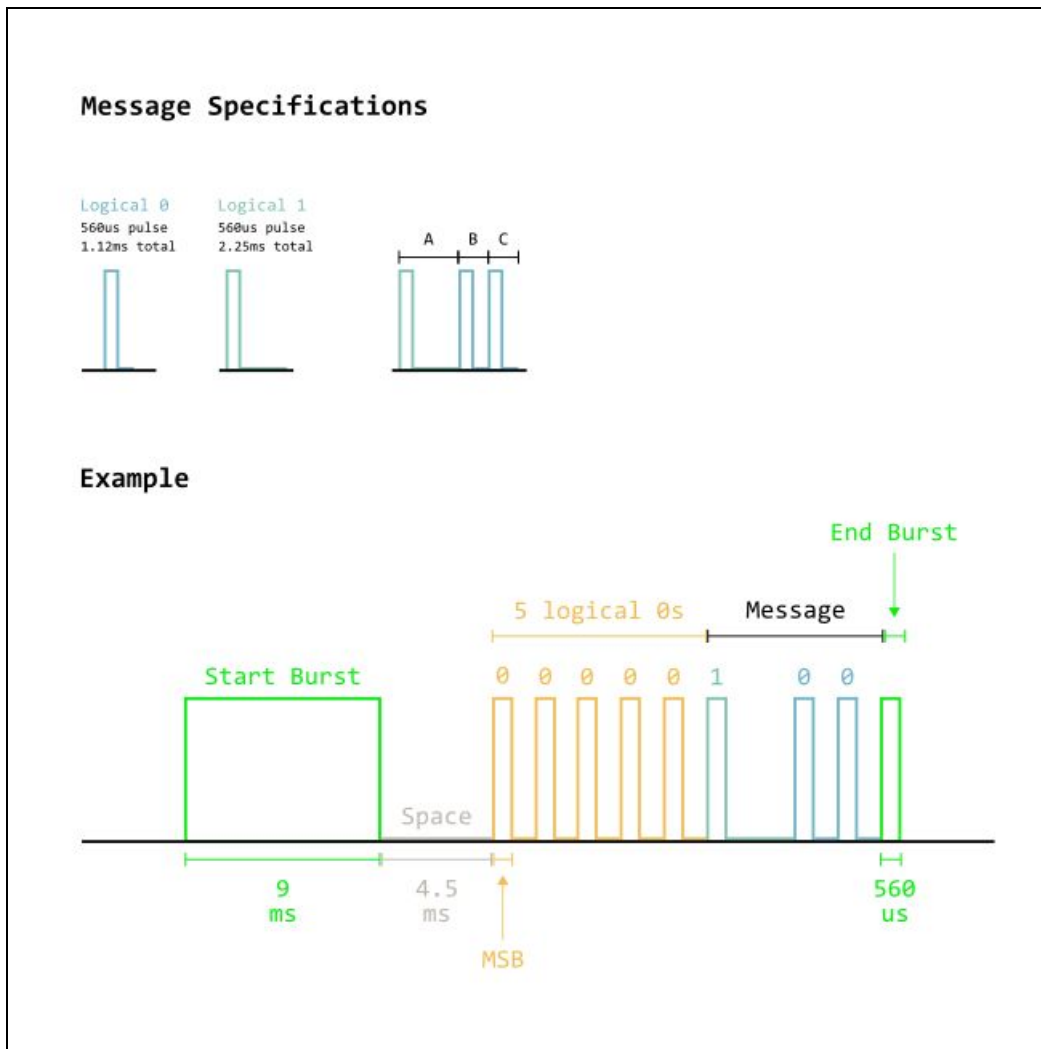 Message Specifications
Logical 0
560us pulse
1.12ms total
Logical 1
560us pulse
2.25ms total
A B C
Example
End Burst
5 logical 0s
Message
Start Burst
0 0 0 0 0 1 0 0
Space
9
ms
4.5
ms
560
us
MSB